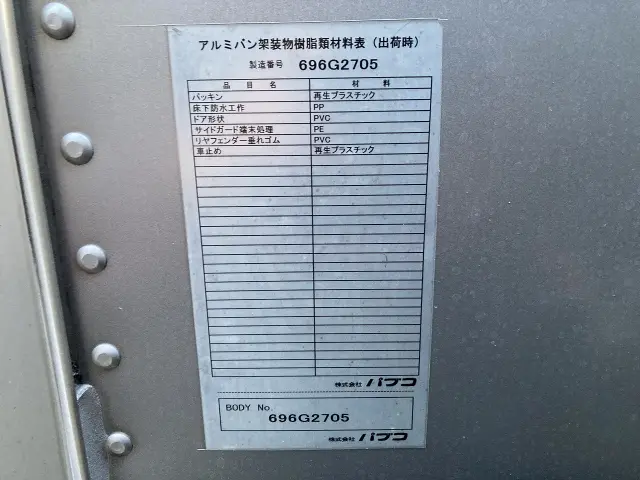 アルミバン架装物樹脂類材料表（出荷時）
製造番号 696G2705
品目名 材料
パッキン 再生プラスチック
床下防水工作 PP
ドア形状 PVC
サイドガード端末処理 PE
リヤフェンダー垂れゴム PVC
車止め 再生プラスチック
株式会社 パブコ
BODY No.
696G2705
株式会社 パブコ